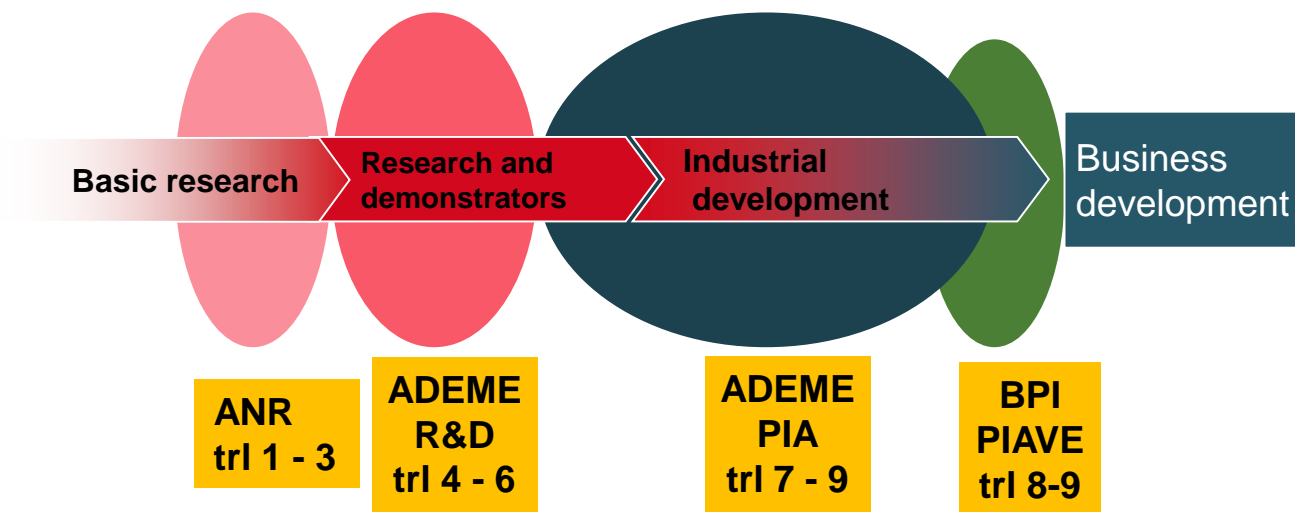 Basic research
Research and
demonstrators
Industrial
development
Business
development
ANR
trl 1 - 3
ADEME
R&D
trl 4 - 6
ADEME
PIA
trl 7 - 9
BPI
PIAVE
trl 8-9